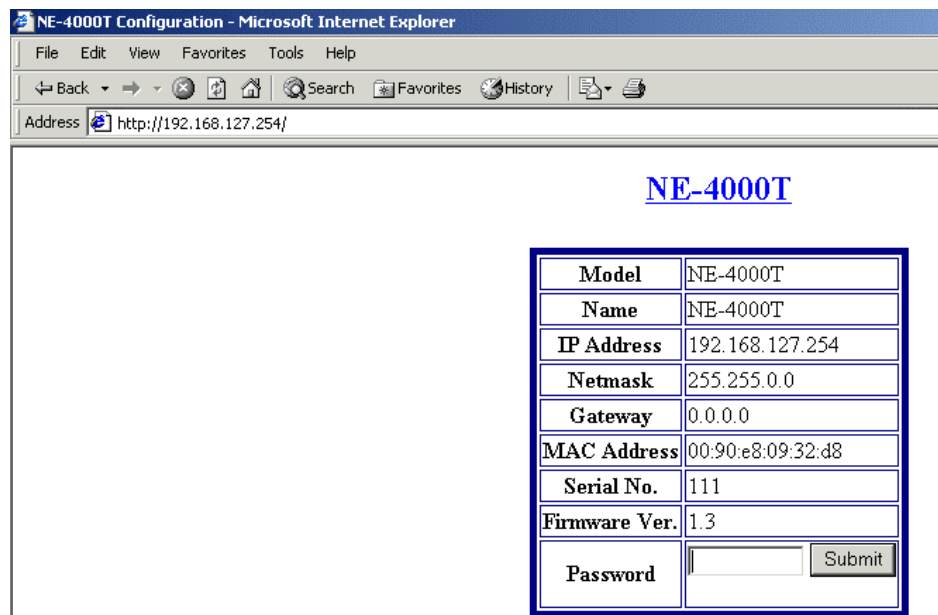 NE-4000T Configuration - Microsoft Internet Explorer
File Edit View Favorites Tools Help
Back Search Favorites History
Address http://192.168.127.254/
NE-4000T
Model NE-4000T
Name NE-4000T
IP Address 192.168.127.254
Netmask 255.255.0.0
Gateway 0.0.0.0
MAC Address 00:90:e8:09:32:d8
Serial No. 111
Firmware Ver. 1.3
Password Submit